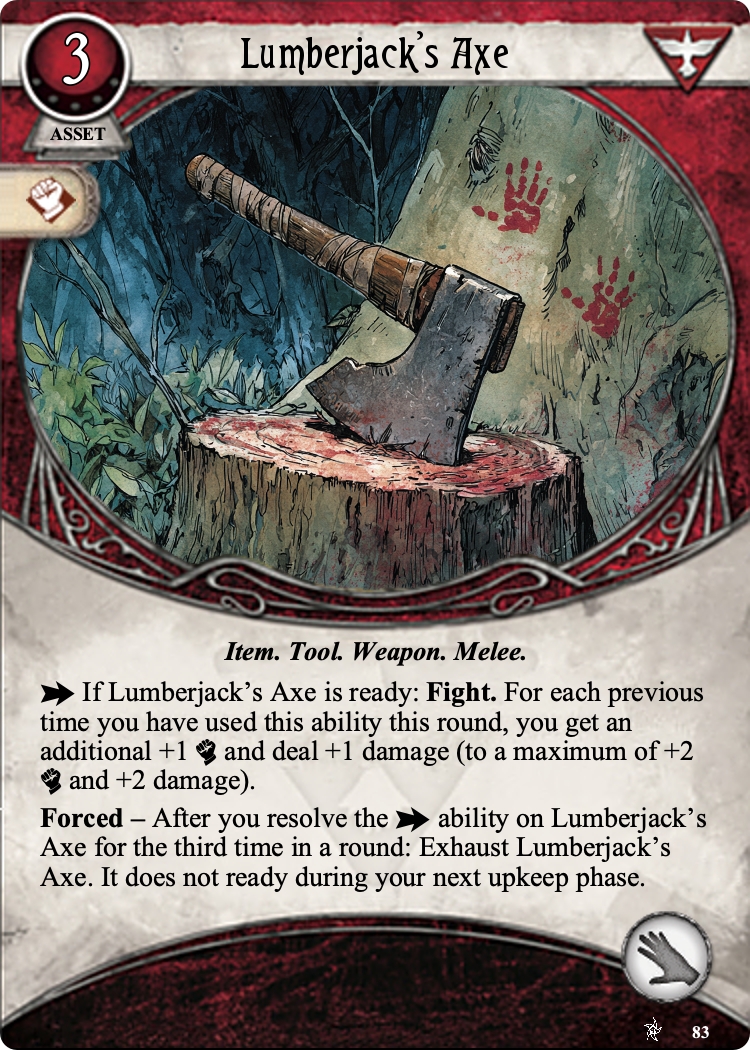 3
Lumberjack's Axe
ASSET
Item. Tool. Weapon. Melee.
If Lumberjack's Axe is ready: Fight. For each previous
time you have used this ability this round, you get an
additional +1 and deal +1 damage (to a maximum of +2
and +2 damage).
Forced – After you resolve the ability on Lumberjack's
Axe for the third time in a round: Exhaust Lumberjack's
Axe. It does not ready during your next upkeep phase.
83